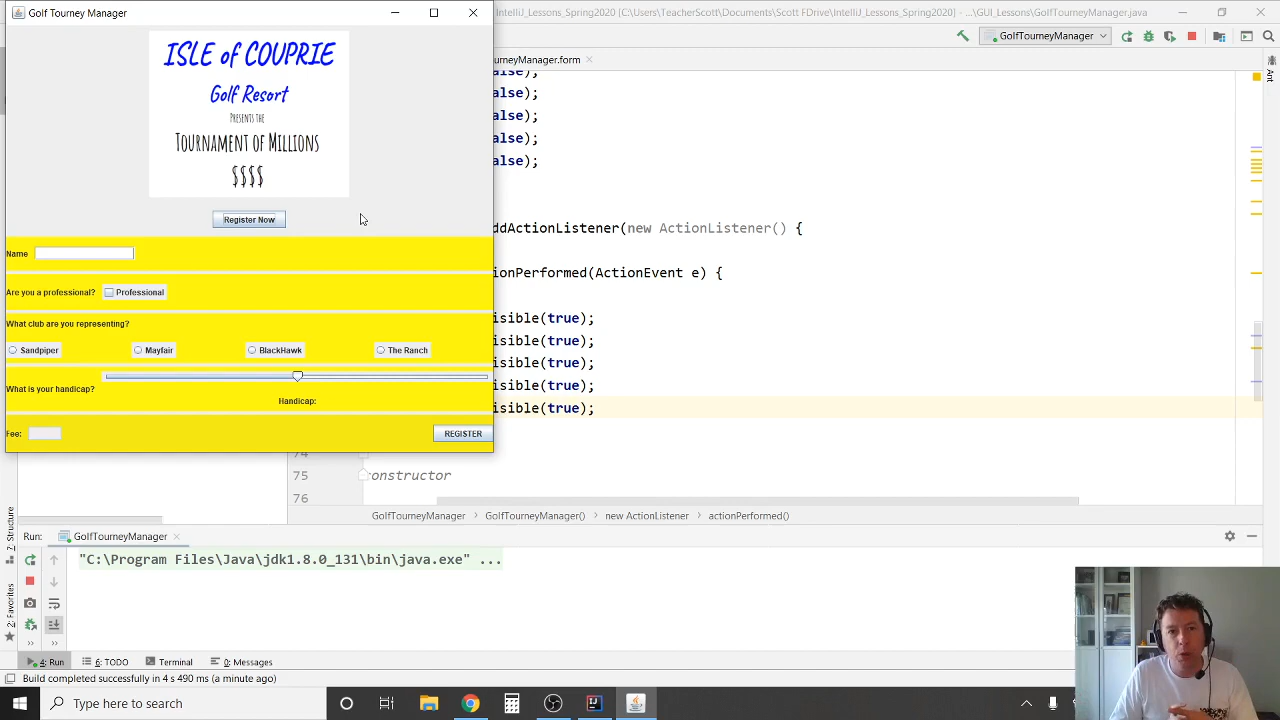 Golf Tourney Manager
ISLE of COUPRIE
Golf Resort
PRESENTS THE
TOURNAMENT OF MILLIONS
$$$$
Register Now
Name
Are you a professional? Professional
What club are you representing?
Sandpiper Mayfair BlackHawk The Ranch
What is your handicap?
Handicap:
Fee: REGISTER
IntelliJ_Lessons_Spring2020 [C:\Users\TeacherScott\Documents\Scott FDrive\IntelliJ_Lessons_Spring2020] - ...\GUI_Lessons\GolfTourneyManager.java
GolfTourneyManager
urneyManager.form
Ant
alse);
alse);
alse);
alse);
alse);
ddActionListener(new ActionListener() {
ionPerformed(ActionEvent e) {
isible(true);
isible(true);
isible(true);
isible(true);
isible(true);
74
75 onstructor
76
GolfTourneyManager GolfTourneyManager() new ActionListener actionPerformed()
Run: GolfTourneyManager
"C:\Program Files\Java\jdk1.8.0_131\bin\java.exe" ...
7: Structure
2: Favorites
4: Run 6: TODO Terminal 0: Messages
Build completed successfully in 4 s 490 ms (a minute ago)
Type here to search